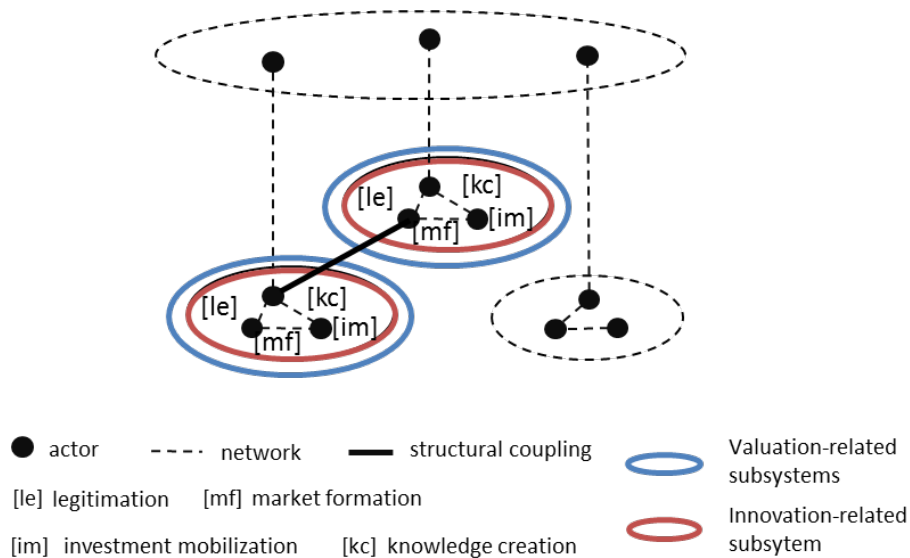 [le] [kc]
[mf] [im]
[le] [kc]
[mf] [im]
actor network structural coupling
[le] legitimation [mf] market formation
[im] investment mobilization [kc] knowledge creation
Valuation-related
subsystems
Innovation-related
subsytem